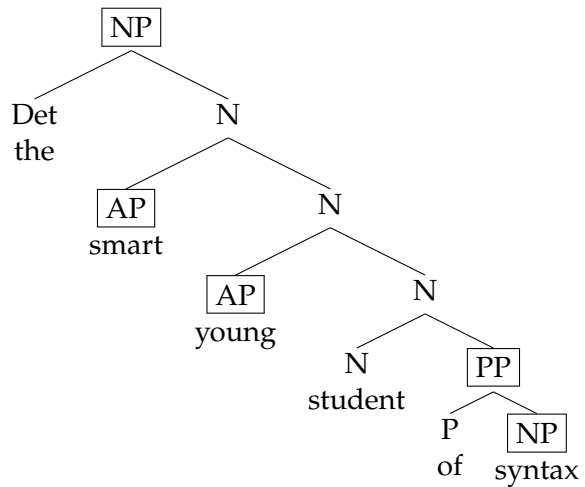 NP
Det N
the
AP N
smart
AP N
young
N PP
student
P NP
of syntax